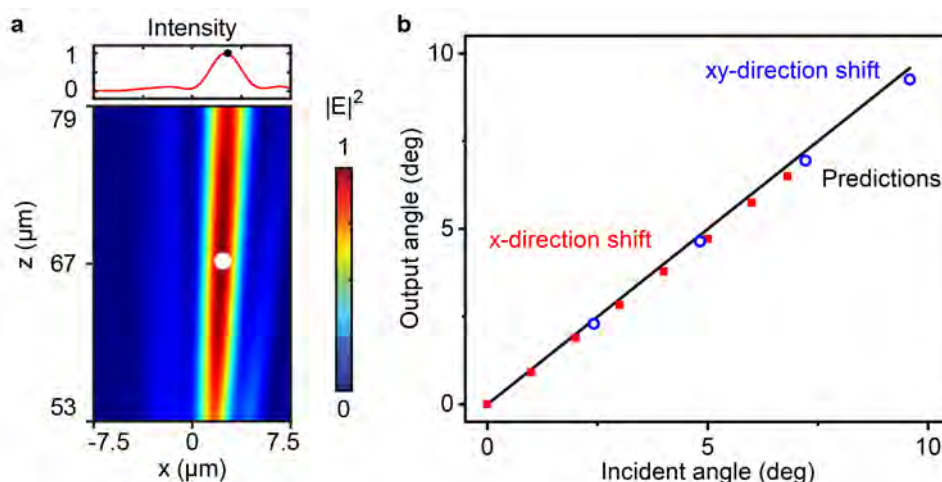 a
Intensity
1
0
79
67
53
z (μm)
-7.5
0
7.5
x (μm)
|E|²
1
0
b
10
5
0
Output angle (deg)
xy-direction shift
Predictions
x-direction shift
0
5
10
Incident angle (deg)